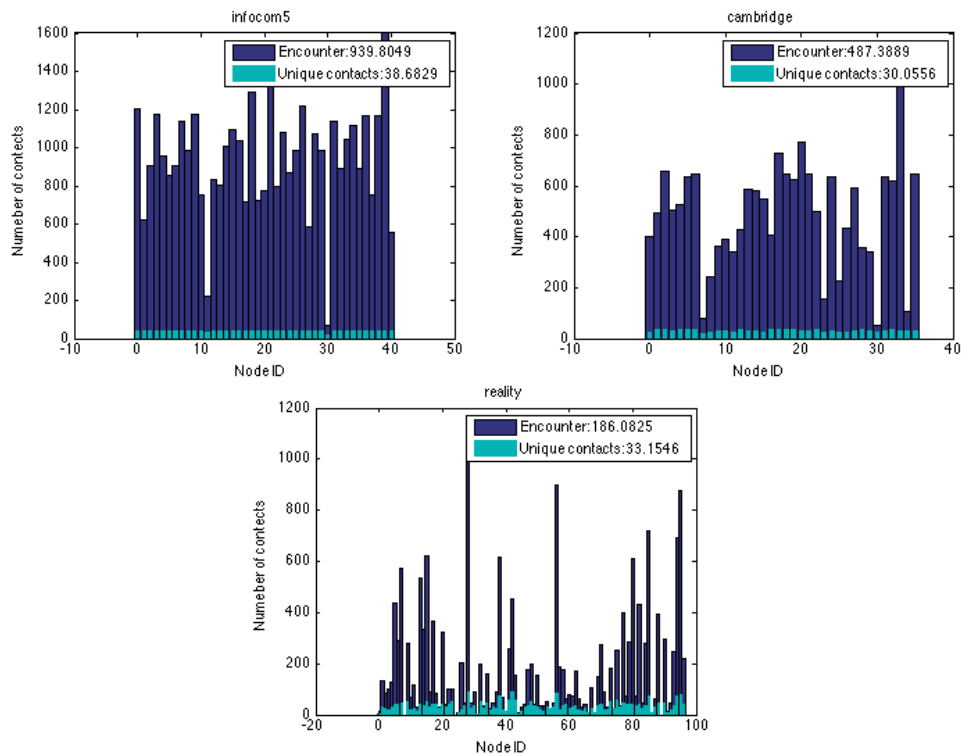 infocom5
1600
1400
1200
1000
800
600
400
200
0
Numeber of contects
Encounter:939.8049
Unique contacts:38.6829
-10 0 10 20 30 40 50
Node ID
cambridge
1200
1000
800
600
400
200
0
Numeber of contects
Encounter:487.3889
Unique contacts:30.0556
-10 0 10 20 30 40
Node ID
reality
1200
1000
800
600
400
200
0
Numeber of contects
Encounter:186.0825
Unique contacts:33.1546
-20 0 20 40 60 80 100
Node ID